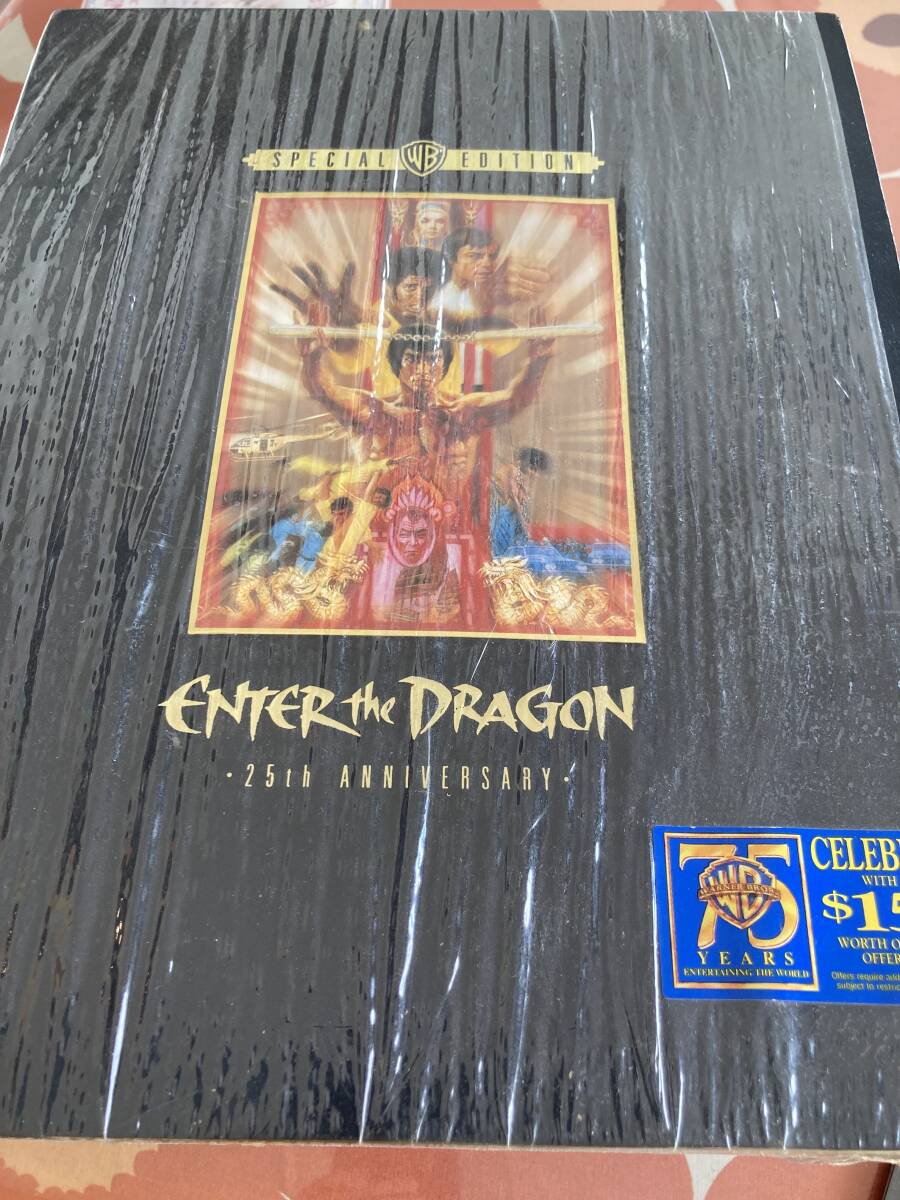 SPECIAL WB EDITION
ENTER the DRAGON
·25th ANNIVERSARY·
75
WB
WARNER BROS
YEARS
ENTERTAINING THE WORLD
CELEB
WITH
$15
WORTH O
OFFER
Offers require add
subject to restric